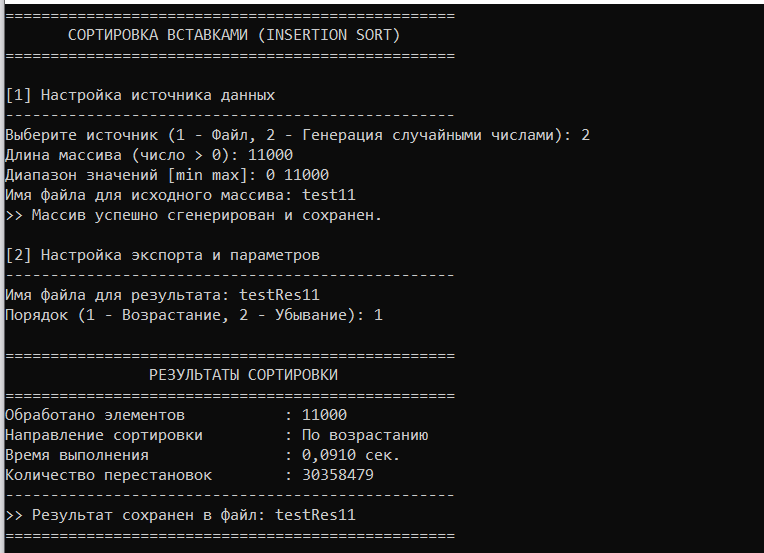 ==================================================
СОРТИРОВКА ВСТАВКАМИ (INSERTION SORT)
==================================================
[1] Настройка источника данных
--------------------------------------------------
Выберите источник (1 - Файл, 2 - Генерация случайными числами): 2
Длина массива (число > 0): 11000
Диапазон значений [min max]: 0 11000
Имя файла для исходного массива: test11
>> Массив успешно сгенерирован и сохранен.
[2] Настройка экспорта и параметров
--------------------------------------------------
Имя файла для результата: testRes11
Порядок (1 - Возрастание, 2 - Убывание): 1
==================================================
РЕЗУЛЬТАТЫ СОРТИРОВКИ
==================================================
Обработано элементов           : 11000
Направление сортировки         : По возрастанию
Время выполнения               : 0,0910 сек.
Количество перестановок        : 30358479
--------------------------------------------------
>> Результат сохранен в файл: testRes11
==================================================